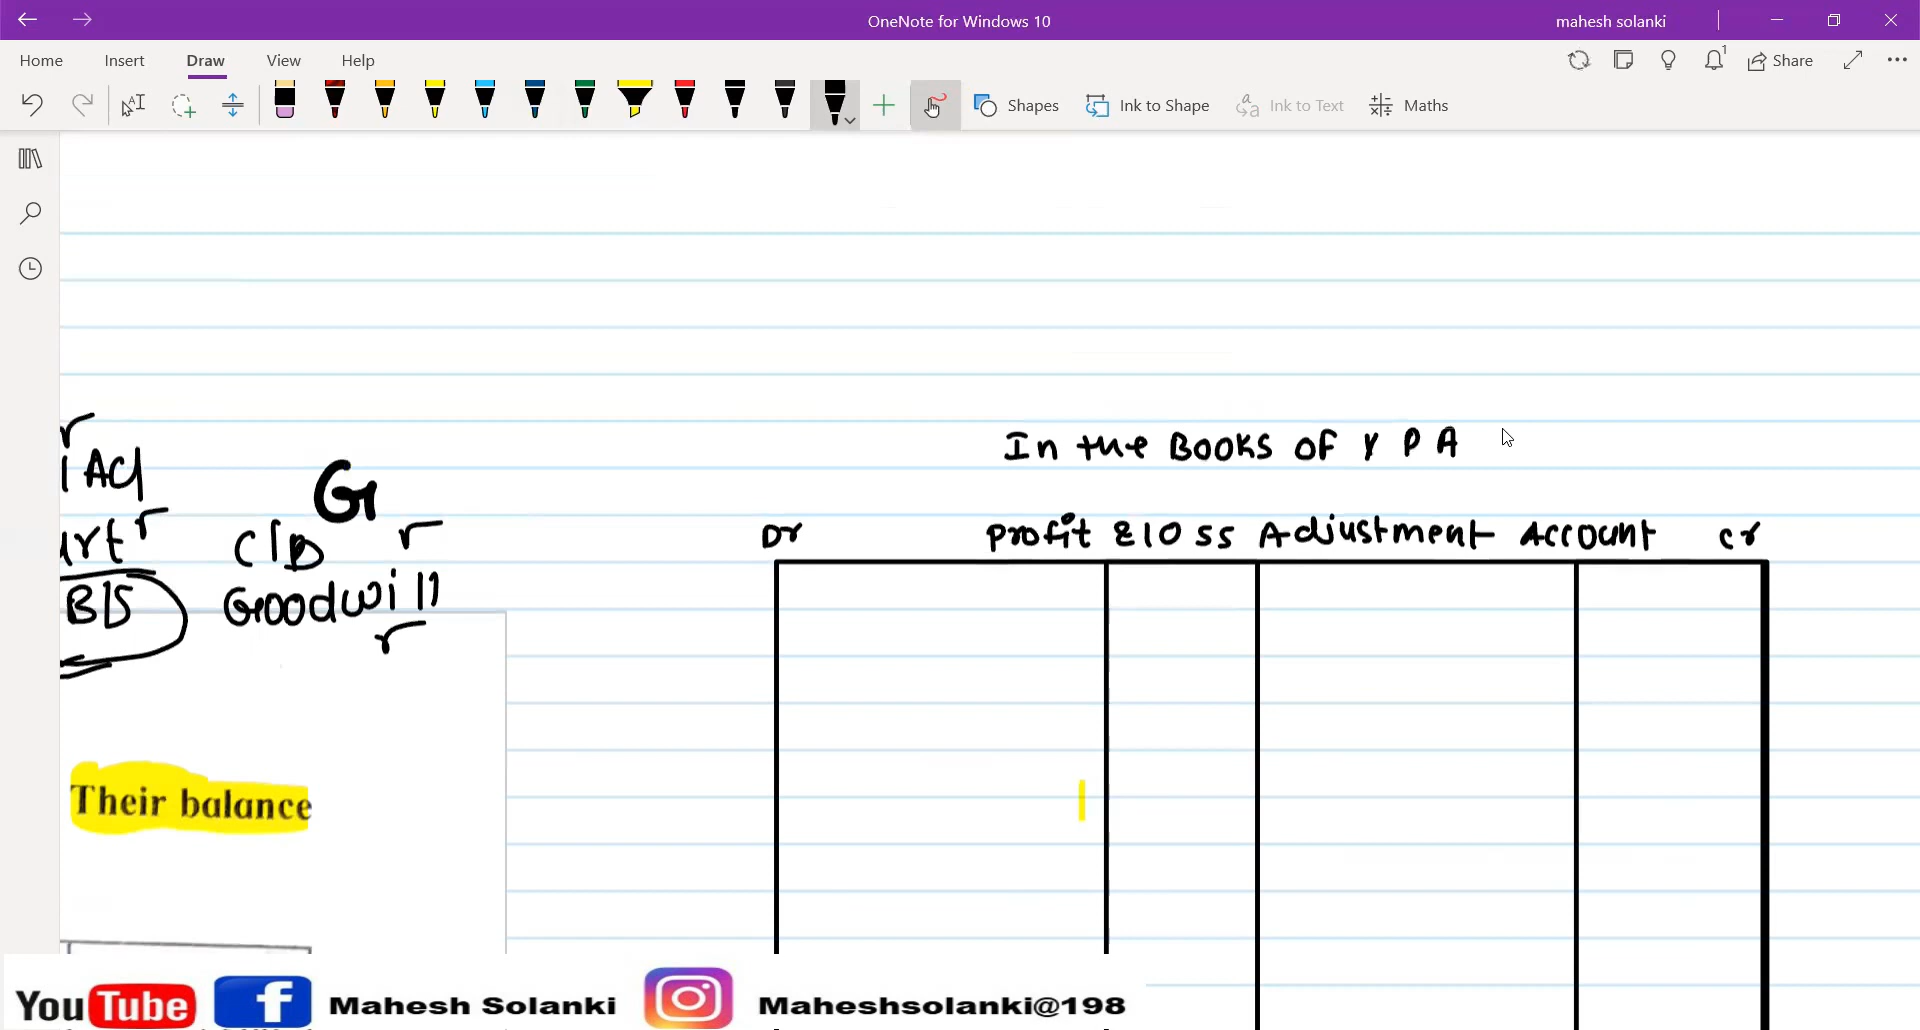 OneNote for Windows 10
mahesh solanki
Home Insert Draw View Help
1
Share
Shapes Ink to Shape Ink to Text Maths
In the Books of Y P A
Dr Profit & loss Adjustment Account Cr
Goodwill
B/S
Their balance
YouTube f Mahesh Solanki Maheshsolanki@198